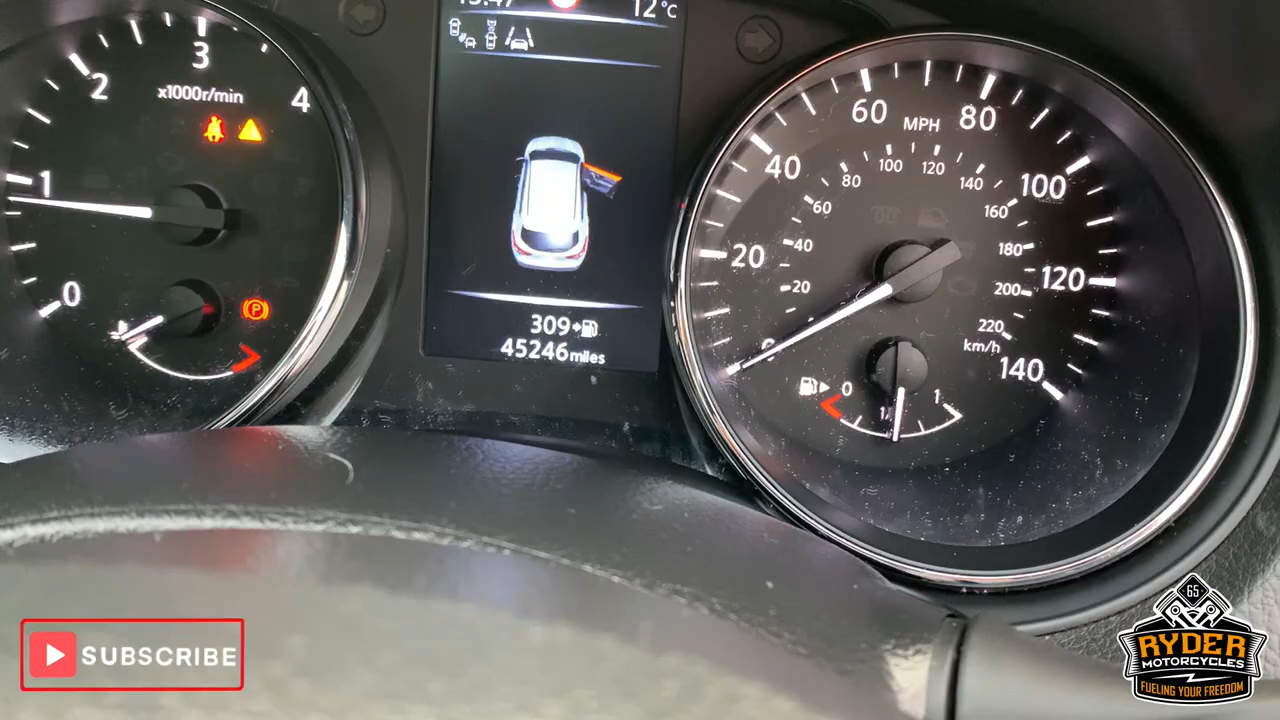 12°C
3
2
4
x1000r/min
1
0
P
309
45246miles
60
80
MPH
40
100
20
120
0
140
100
120
80
140
60
160
40
180
20
200
220
km/h
0
1
SUBSCRIBE
65
RYDER
MOTORCYCLES
FUELING YOUR FREEDOM